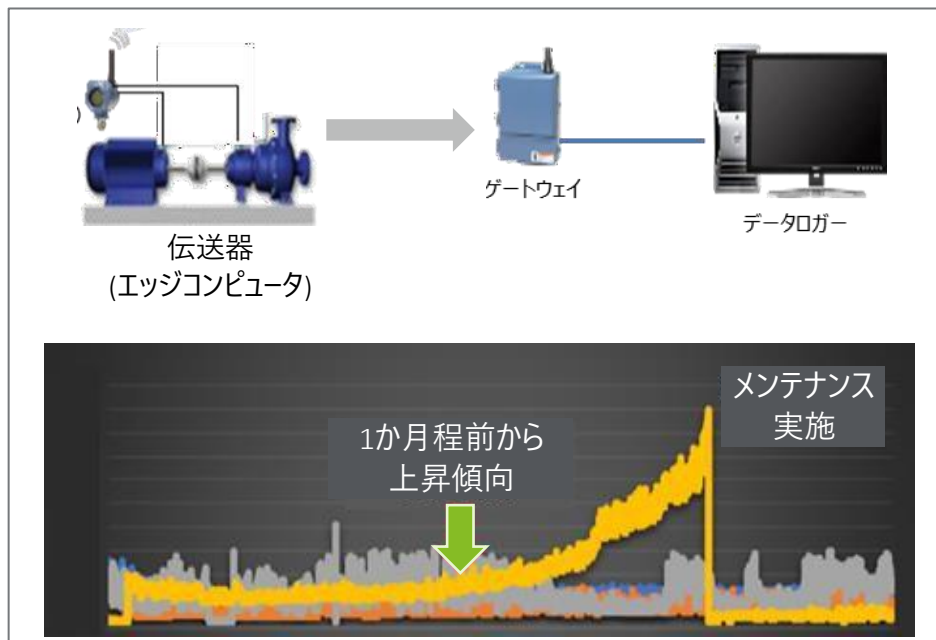 伝送器
(エッジコンピュータ)
ゲートウェイ
データロガー
1か月程前から
上昇傾向
メンテナンス
実施